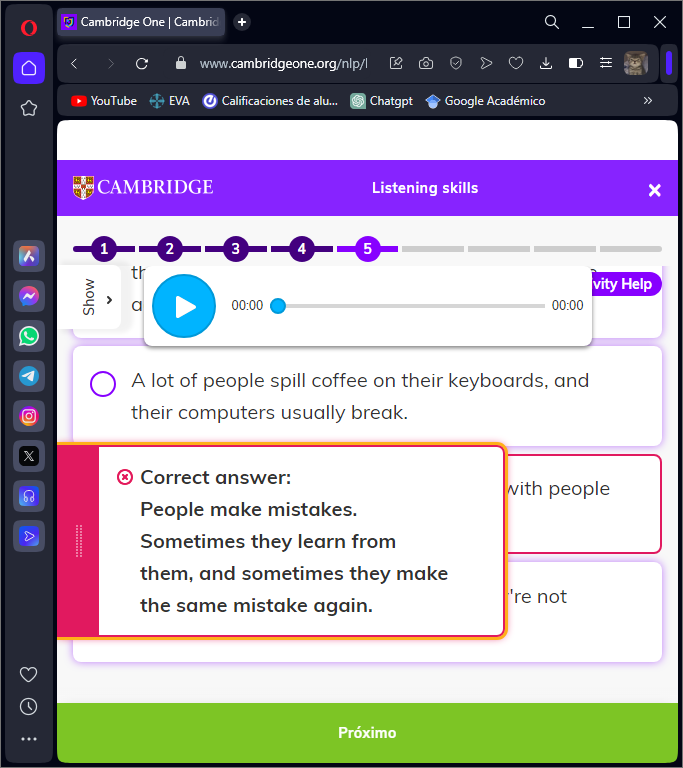 Cambridge One | Cambrid
www.cambridgeone.org/nlp/l
YouTube
EVA
Calificaciones de alu...
Chatgpt
Google Académico
CAMBRIDGE
Listening skills
1
2
3
4
5
th
a
Show
00:00
00:00
vity Help
A lot of people spill coffee on their keyboards, and
their computers usually break.
Correct answer:
People make mistakes.
Sometimes they learn from
them, and sometimes they make
the same mistake again.
with people
're not
Próximo